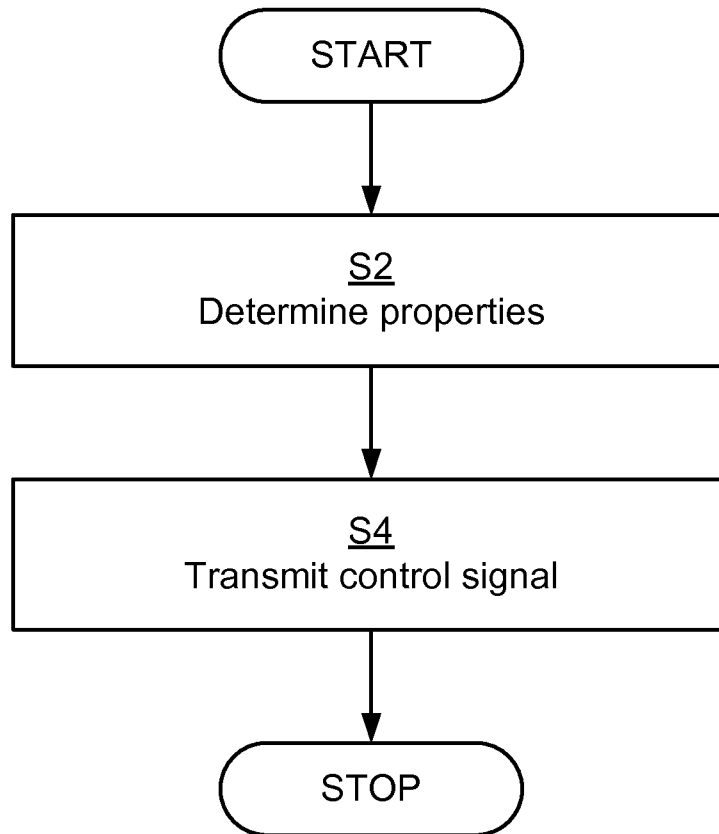 START
S2
Determine properties
S4
Transmit control signal
STOP